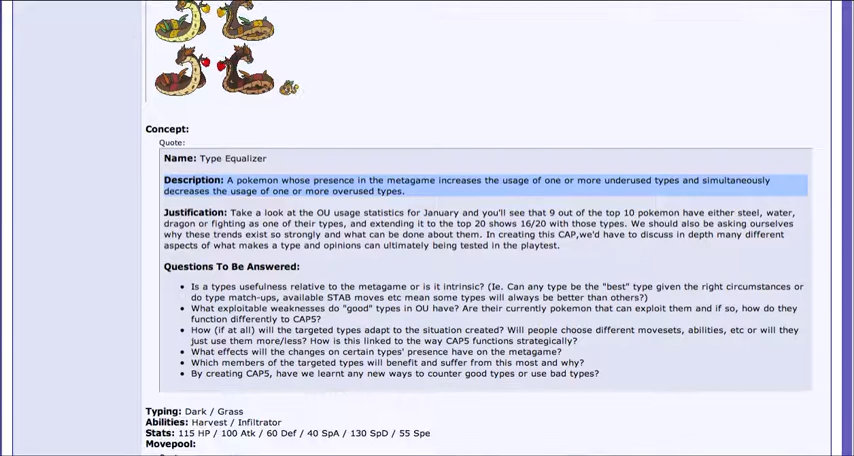 Concept:
Quote:
Name: Type Equalizer
Description: A pokemon whose presence in the metagame increases the usage of one or more underused types and simultaneously
decreases the usage of one or more overused types.
Justification: Take a look at the OU usage statistics for January and you'll see that 9 out of the top 10 pokemon have either steel, water,
dragon or fighting as one of their types, and extending it to the top 20 shows 16/20 with those types. We should also be asking ourselves
why these trends exist so strongly and what can be done about them. In creating this CAP,we'd have to discuss in depth many different
aspects of what makes a type and opinions can ultimately being tested in the playtest.
Questions To Be Answered:
• Is a types usefulness relative to the metagame or is it intrinsic? (Ie. Can any type be the "best" type given the right circumstances or
do type match-ups, available STAB moves etc mean some types will always be better than others?)
• What exploitable weaknesses do "good" types in OU have? Are their currently pokemon that can exploit them and if so, how do they
function differently to CAP5?
• How (if at all) will the targeted types adapt to the situation created? Will people choose different movesets, abilities, etc or will they
just use them more/less? How is this linked to the way CAP5 functions strategically?
• What effects will the changes on certain types' presence have on the metagame?
• Which members of the targeted types will benefit and suffer from this most and why?
• By creating CAP5, have we learnt any new ways to counter good types or use bad types?
Typing: Dark / Grass
Abilities: Harvest / Infiltrator
Stats: 115 HP / 100 Atk / 60 Def / 40 SpA / 130 SpD / 55 Spe
Movepool: